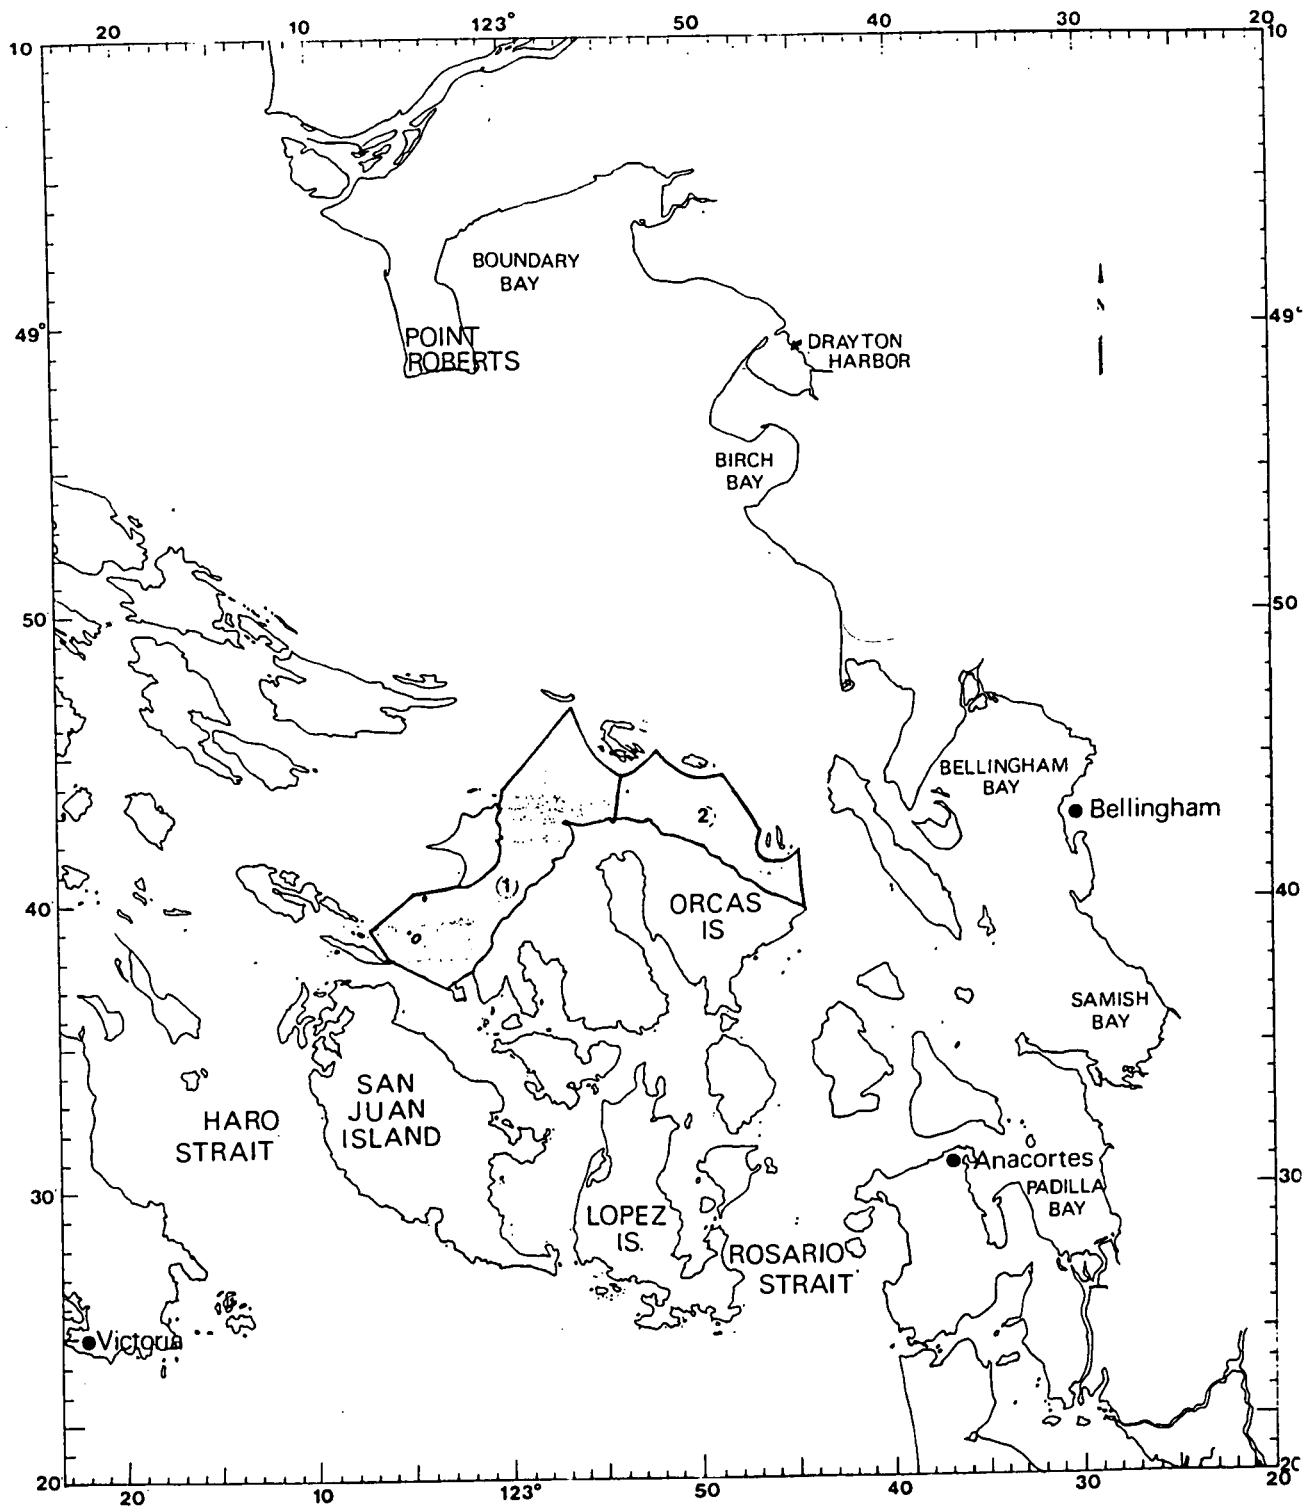 20 10 123° 50 40 30 20
10 10
BOUNDARY
BAY
49° 49°
POINT
ROBERTS
DRAYTON
HARBOR
BIRCH
BAY
50 50
BELLINGHAM
BAY
Bellingham
2)
(1)
40 40
ORCAS
IS
SAMISH
BAY
SAN
JUAN
ISLAND
HARO
STRAIT
Anacortes
PADILLA
BAY
30 30
LOPEZ
IS.
ROSARIO
STRAIT
Victoria
20 20
20 10 123° 50 40 30 20